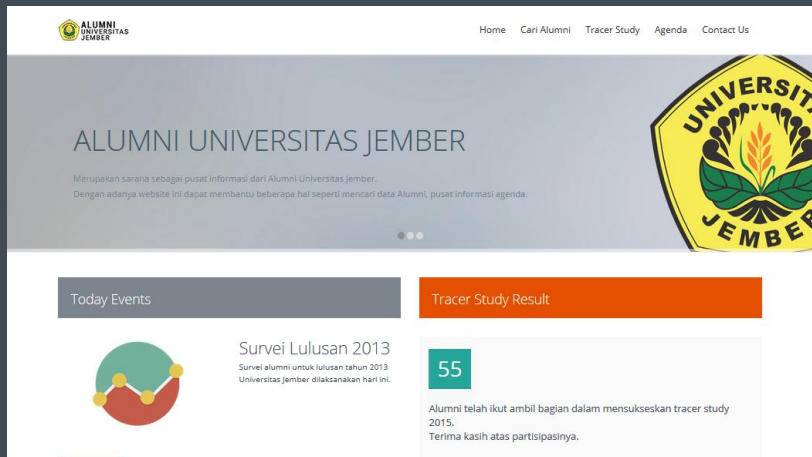 ALUMNI
UNIVERSITAS
JEMBER
Home Cari Alumni Tracer Study Agenda Contact Us
ALUMNI UNIVERSITAS JEMBER
Merupakan sarana sebagai pusat informasi dari Alumni Universitas Jember.
Dengan adanya website ini dapat membantu beberapa hal seperti mencari data Alumni, pusat informasi agenda.
UNIVERSITA
JEMBER
Today Events
Survei Lulusan 2013
Survei alumni untuk lulusan tahun 2013
Universitas Jember dilaksanakan hari ini.
Tracer Study Result
55
Alumni telah ikut ambil bagian dalam mensukseskan tracer study
2015.
Terima kasih atas partisipasinya.